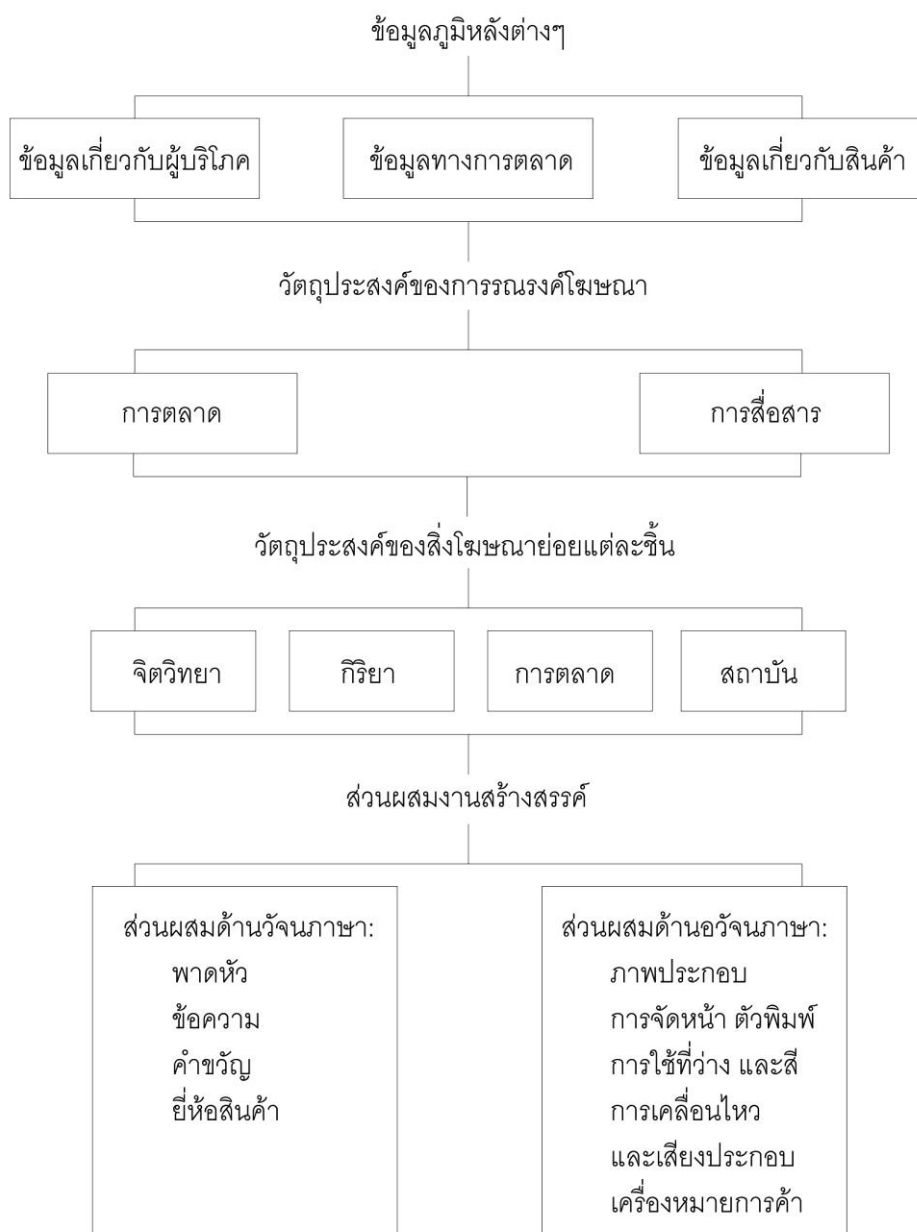 ข้อมูลภูมิหลังต่างๆ
ข้อมูลเกี่ยวกับผู้บริโภค
ข้อมูลทางการตลาด
ข้อมูลเกี่ยวกับสินค้า
วัตถุประสงค์ของการรณรงค์โฆษณา
การตลาด
การสื่อสาร
วัตถุประสงค์ของสิ่งโฆษณาย่อยแต่ละชิ้น
จิตวิทยา
กิริยา
การตลาด
สถาบัน
ส่วนผสมงานสร้างสรรค์
ส่วนผสมด้านวัจนภาษา:
พาดหัว
ข้อความ
คำขวัญ
ยี่ห้อสินค้า
ส่วนผสมด้านอวัจนภาษา:
ภาพประกอบ
การจัดหน้า ตัวพิมพ์
การใช้ที่ว่าง และสี
การเคลื่อนไหว
และเสียงประกอบ
เครื่องหมายการค้า